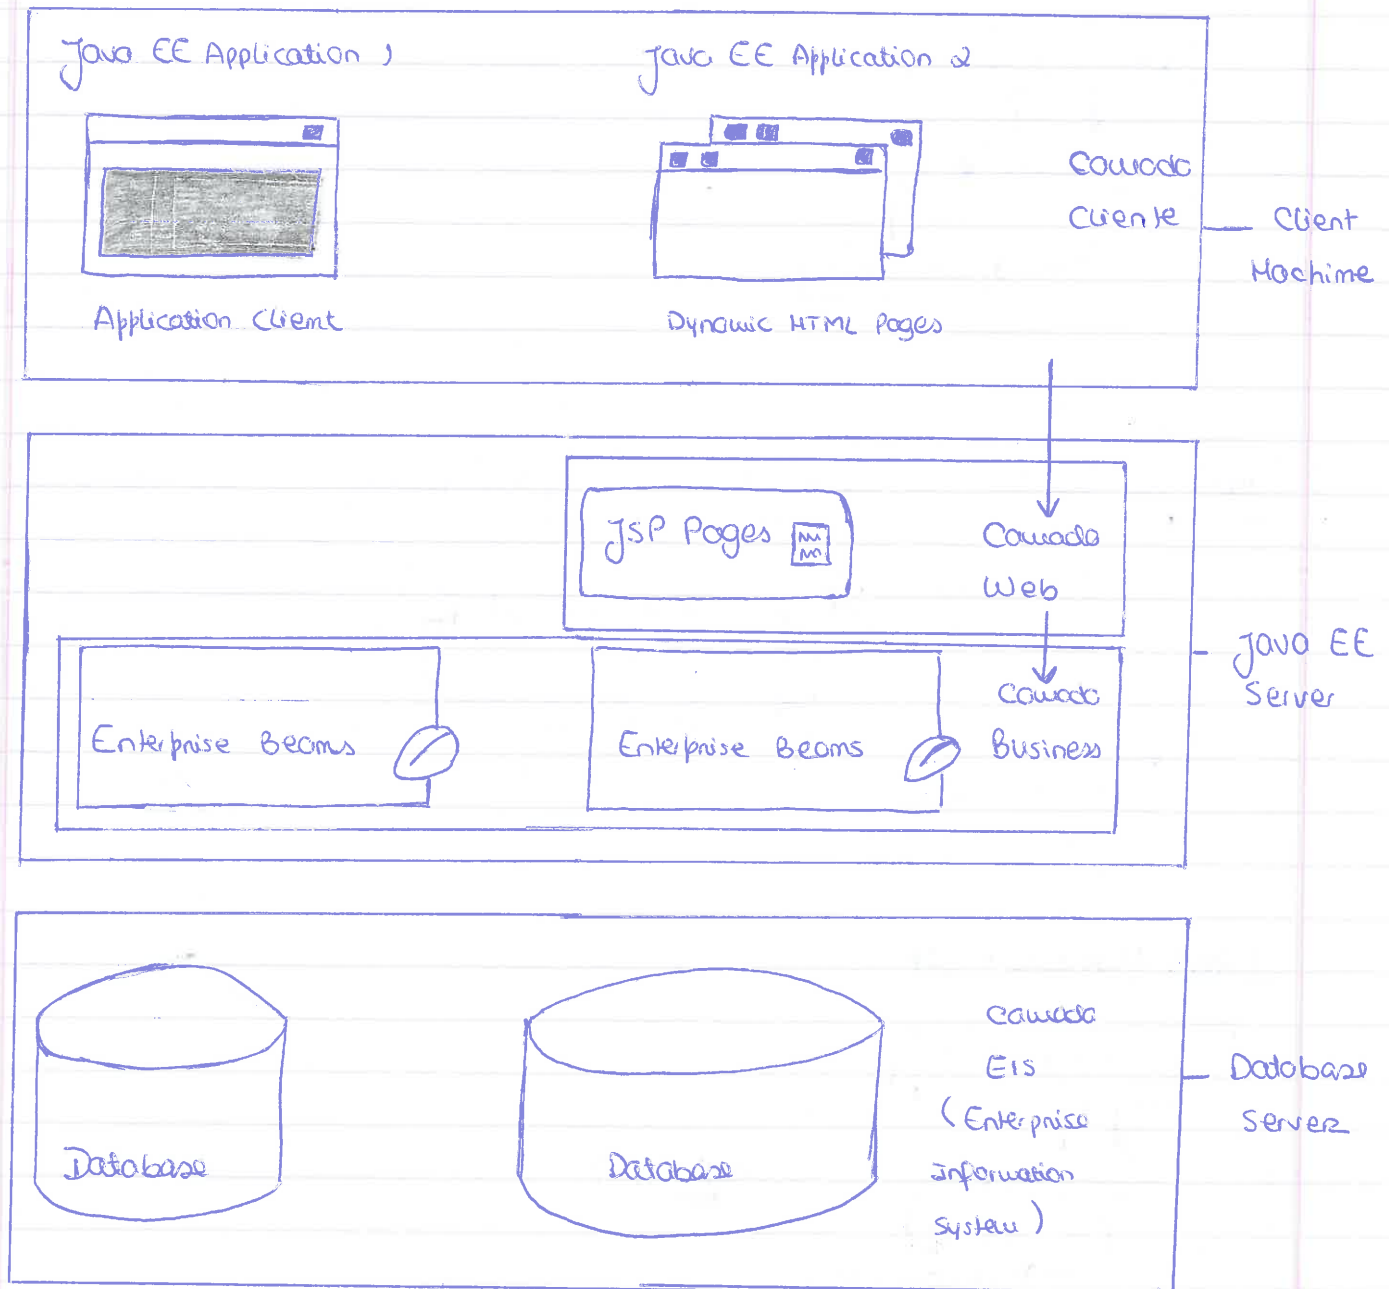 Java EE Application 1
Java EE Application 2
Camada
Cliente
Client
Machine
Application Client
Dynamic HTML Pages
JSP Pages
Camada
Web
Java EE
Server
Enterprise Beans
Enterprise Beans
Camada
Business
Camada
EIS
(Enterprise
Information
System)
Database
Server
Database
Database